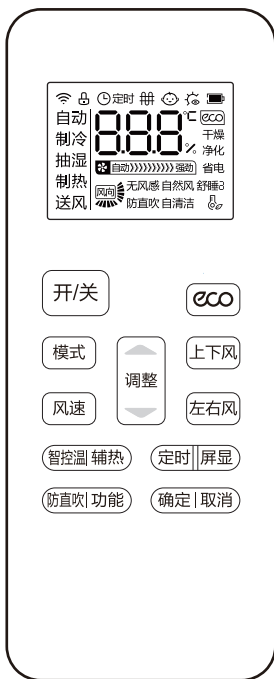 定时
自动 888 ℃ eco
制冷 干燥
抽湿 % 净化
自动 强劲 省电
制热 无风感 自然风 舒睡
风向
送风 防直吹 自清洁
开/关 eco
模式 上下风
调整
风速 左右风
智控温|辅热 定时||屏显
防直吹|功能 确定|取消